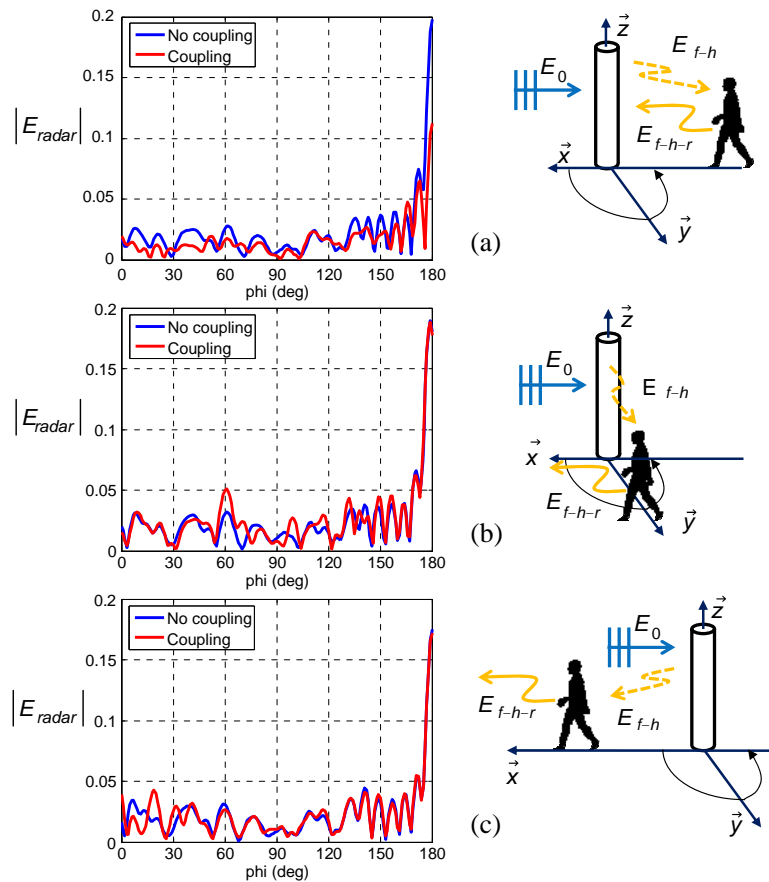 0.2
0.15
0.1
0.05
0
|E_radar|
No coupling
Coupling
0 30 60 90 120 150 180
phi (deg)
E_0
z
E_f-h
E_f-h-r
x
y
(a)
0.2
0.15
0.1
0.05
0
|E_radar|
No coupling
Coupling
0 30 60 90 120 150 180
phi (deg)
z
E_0
E_f-h
x
E_f-h-r
y
(b)
0.2
0.15
0.1
0.05
0
|E_radar|
No coupling
Coupling
0 30 60 90 120 150 180
phi (deg)
z
E_0
E_f-h-r
E_f-h
x
y
(c)